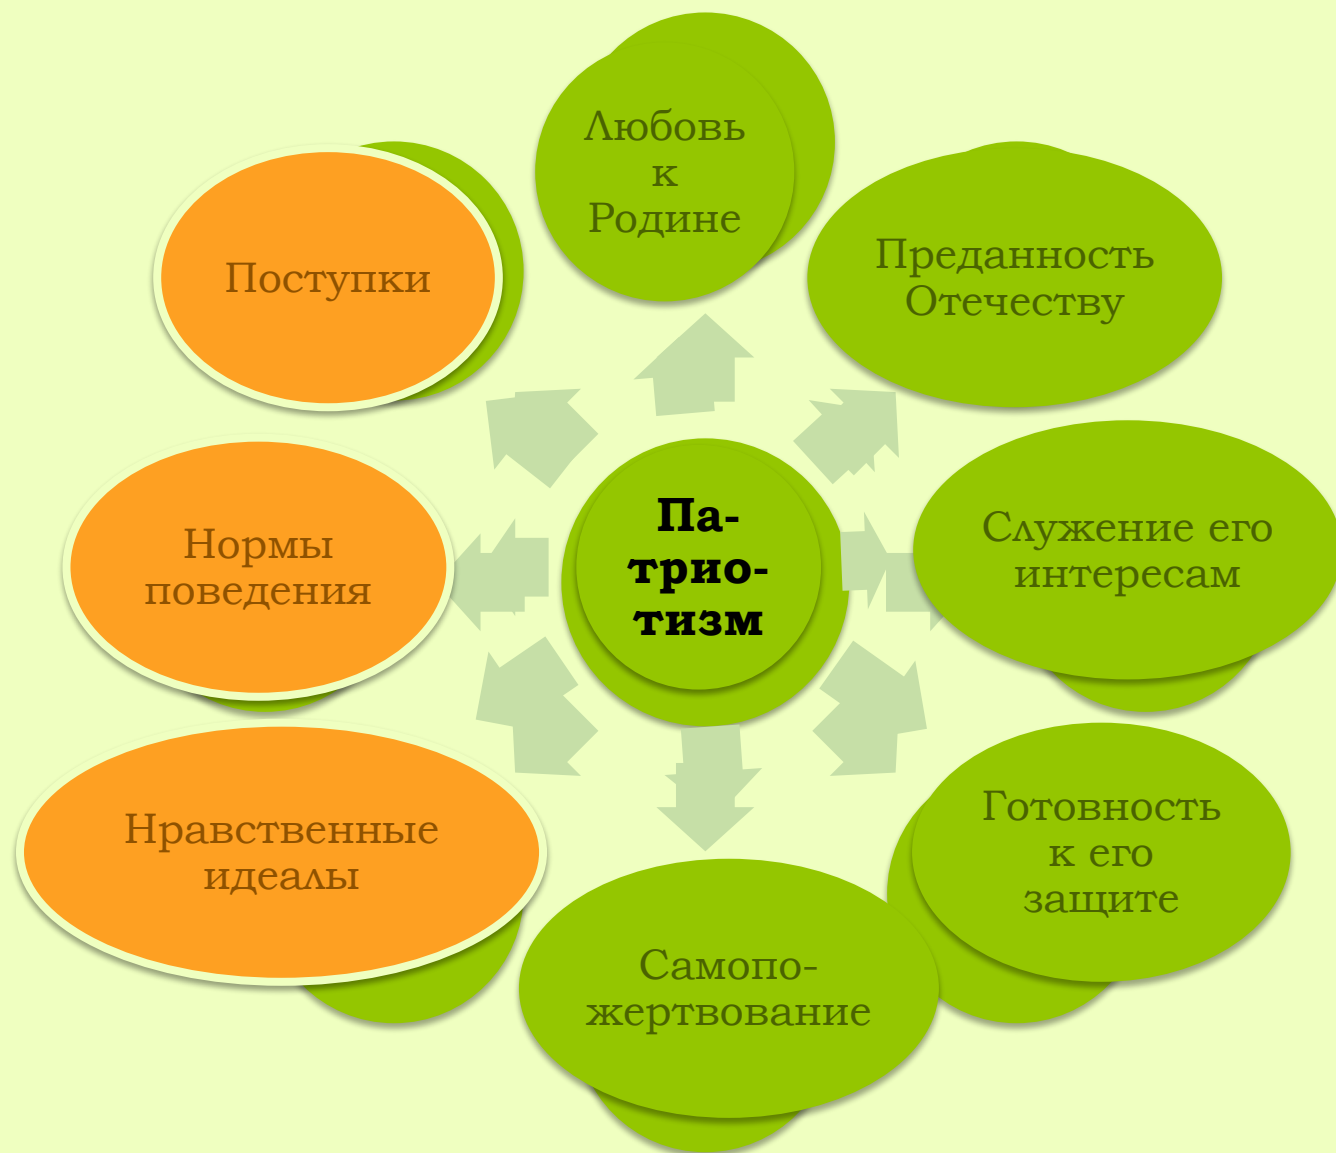 Любовь
к
Родине
Преданность
Отечеству
Служение его
интересам
Готовность
к его
защите
Самопо-
жертвование
Нравственные
идеалы
Нормы
поведения
Поступки
Па-
трио-
тизм